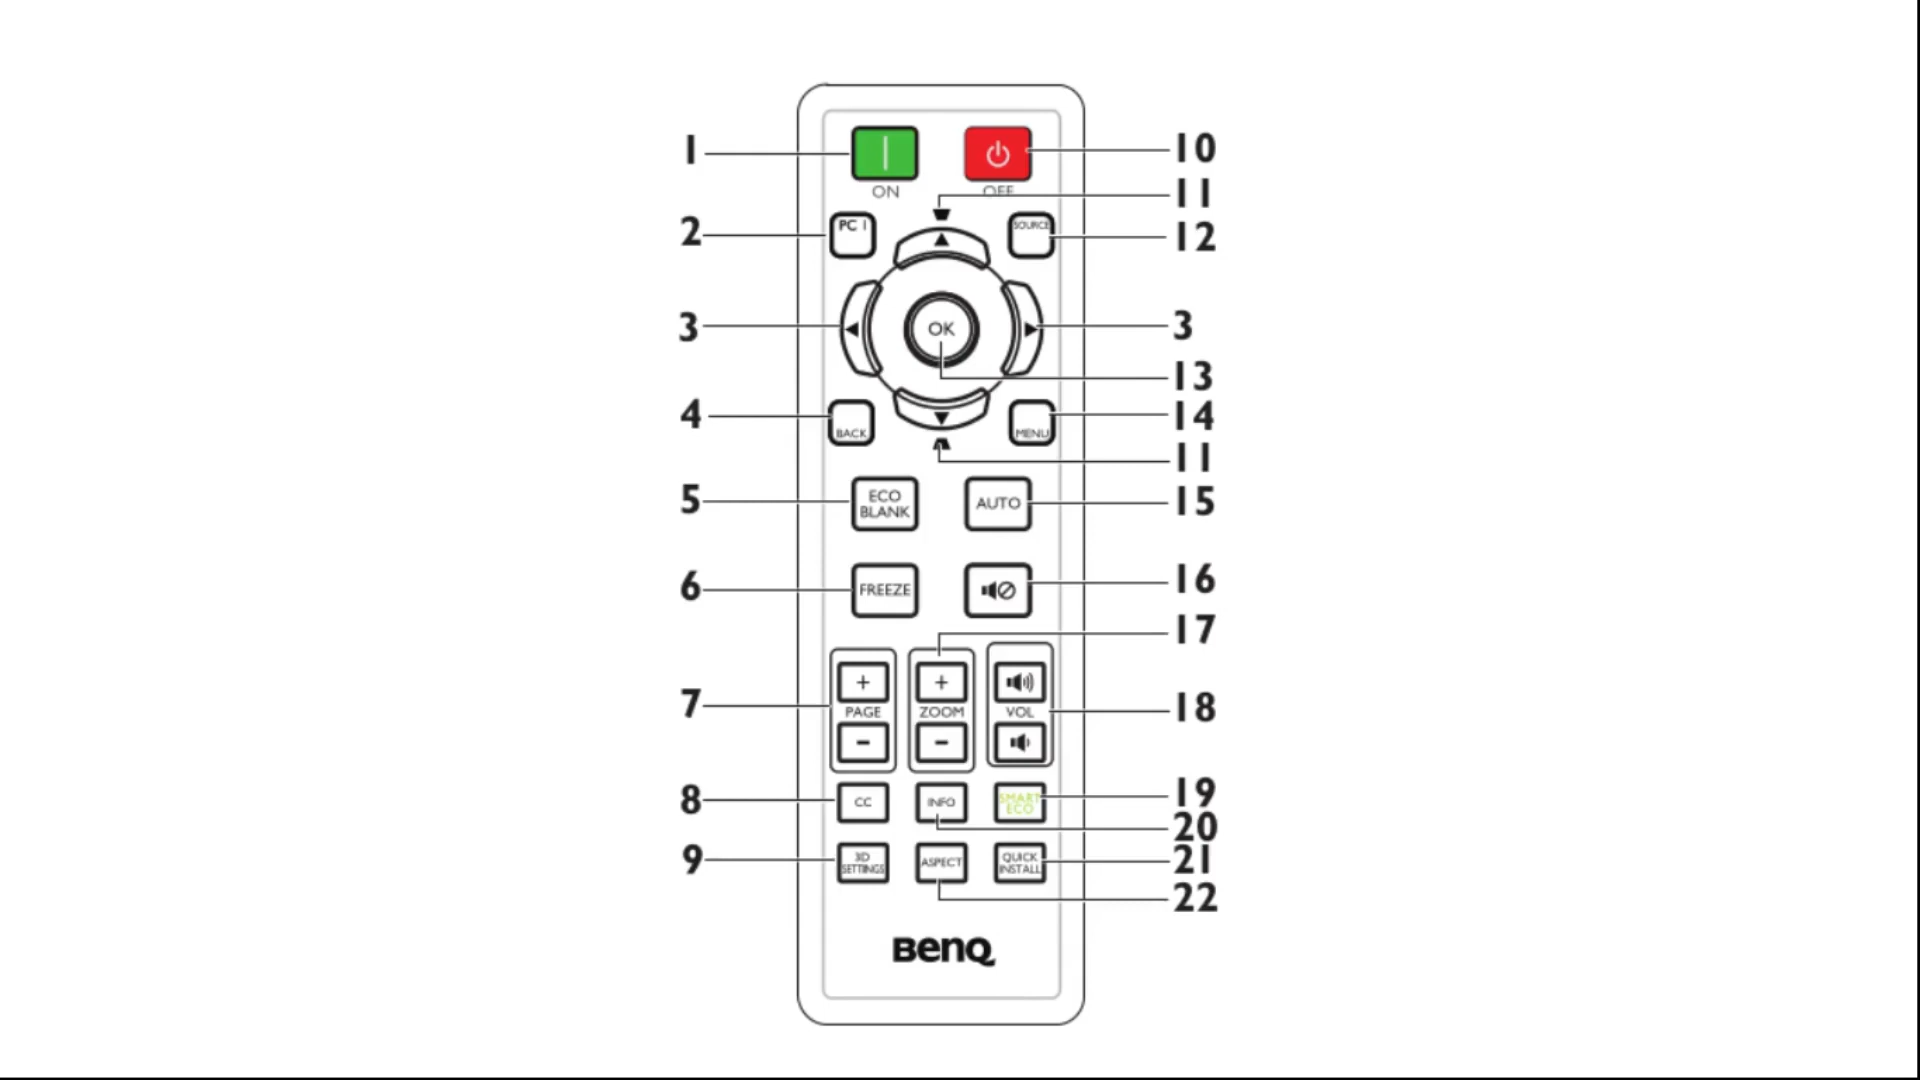 1
10
ON
OFF
11
2
PC 1
SOURCE
12
3
OK
3
13
4
BACK
MENU
14
11
5
ECO
BLANK
AUTO
15
6
FREEZE
16
17
7
+
PAGE
-
+
ZOOM
-
VOL
18
8
CC
INFO
SMART
ECO
19
20
9
3D
SETTINGS
ASPECT
QUICK
INSTALL
21
22
BenQ